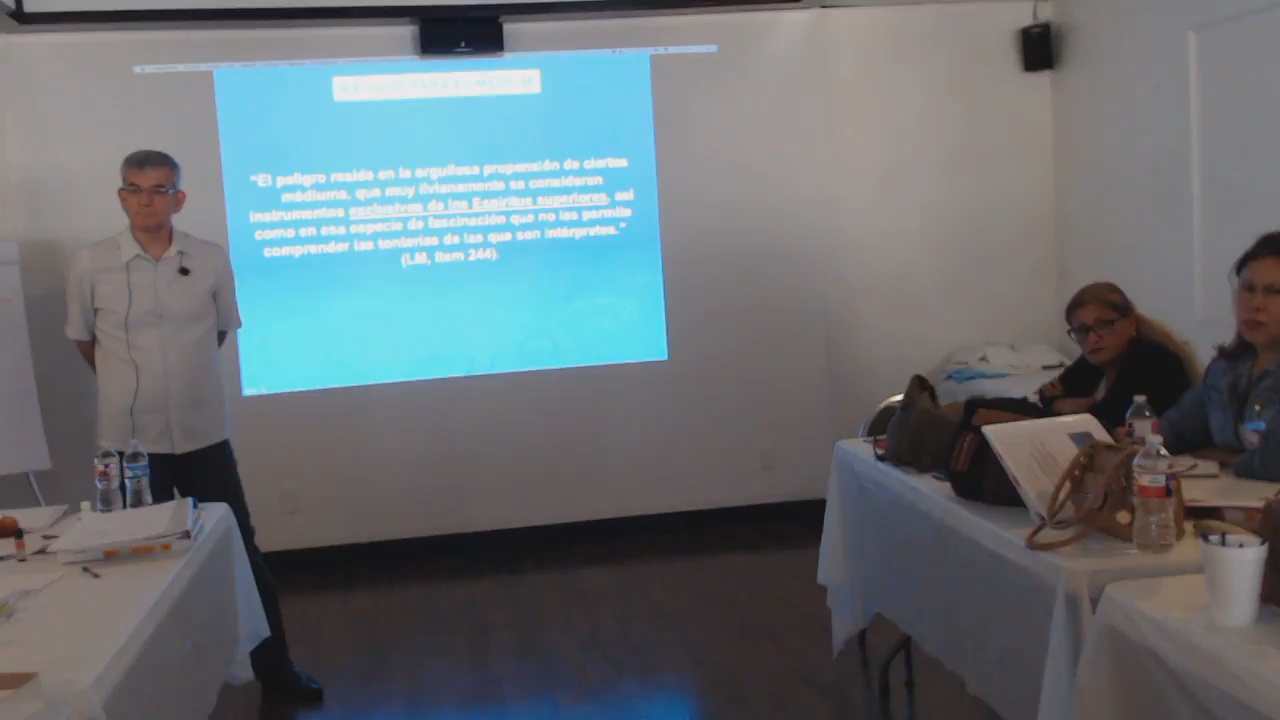 "El peligro reside en la orgullosa propensión de ciertos
médiums, que muy livianamente se consideran
instrumentos exclusivos de los Espíritus superiores, así
como en esa especie de fascinación que no les permite
comprender las tonterías de las que son intérpretes."
(LM, ítem 244).